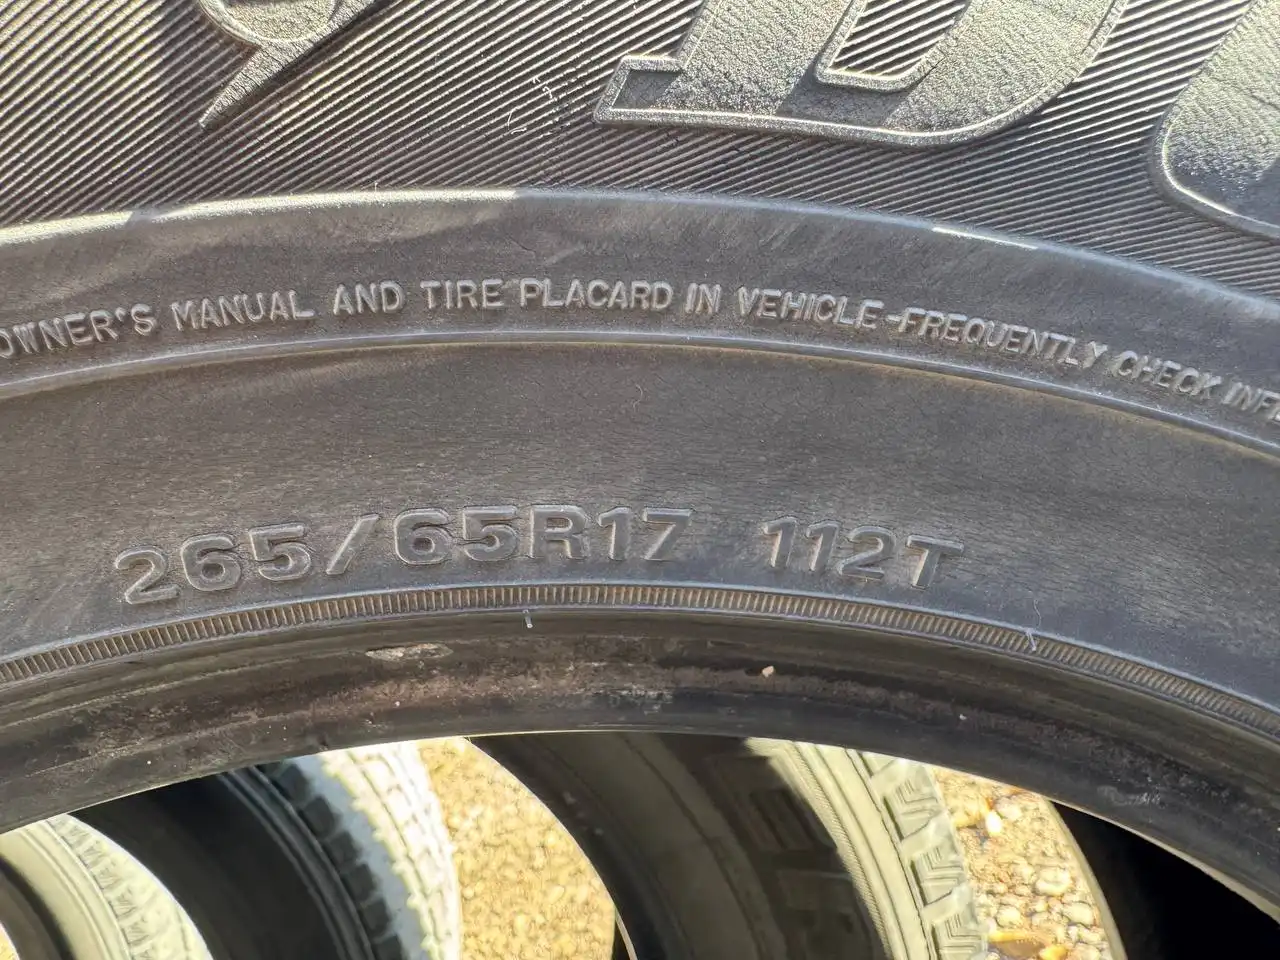 OWNER'S MANUAL AND TIRE PLACARD IN VEHICLE-FREQUENTLY CHECK
265/65R17 112T